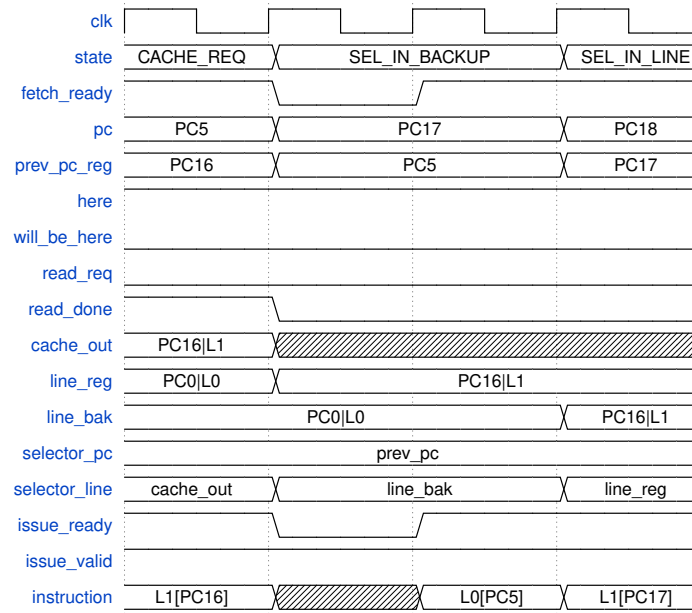 clk
state CACHE_REQ SEL_IN_BACKUP SEL_IN_LINE
fetch_ready
pc PC5 PC17 PC18
prev_pc_reg PC16 PC5 PC17
here
will_be_here
read_req
read_done
cache_out PC16|L1
line_reg PC0|L0 PC16|L1
line_bak PC0|L0 PC16|L1
selector_pc prev_pc
selector_line cache_out line_bak line_reg
issue_ready
issue_valid
instruction L1[PC16] L0[PC5] L1[PC17]